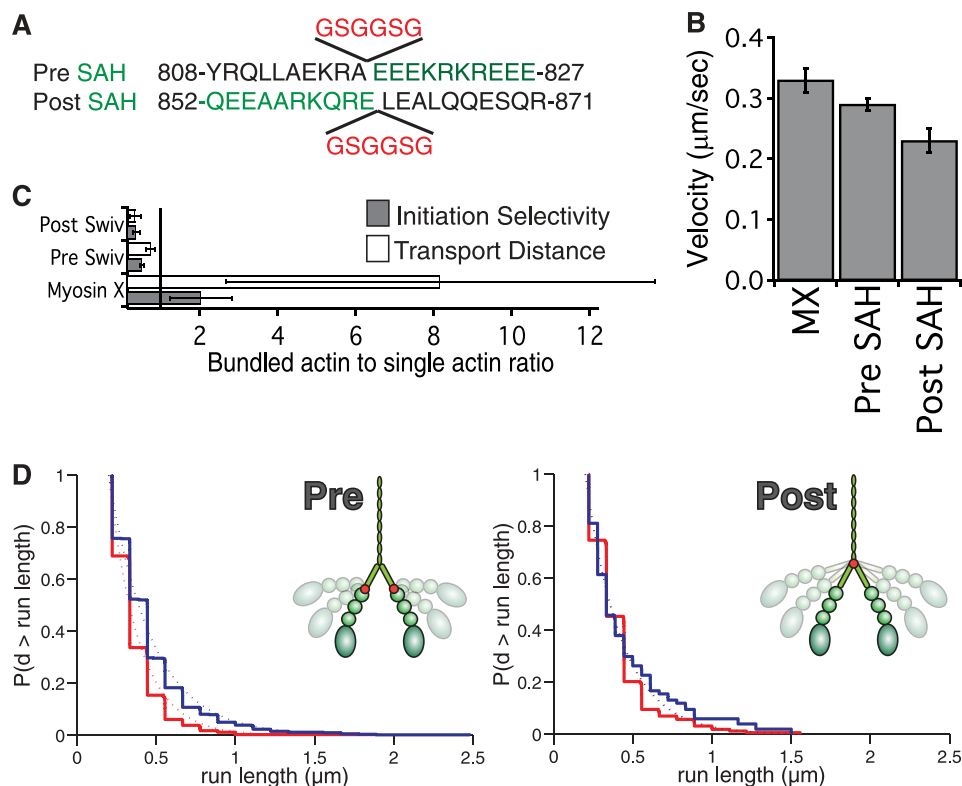 A
GSGGSG
Pre SAH 808-YRQLLAEKRA EEEKRKREEE-827
Post SAH 852-QEEAARKQRE LEALQQESQR-871
GSGGSG
B
Velocity (μm/sec)
0.4
0.3
0.2
0.1
0.0
MX
Pre SAH
Post SAH
C
Post Swiv
Pre Swiv
Myosin X
Initiation Selectivity
Transport Distance
2 4 6 8 10 12
Bundled actin to single actin ratio
D
P(d > run length)
1
0.8
0.6
0.4
0.2
0
0 0.5 1 1.5 2 2.5
run length (μm)
Pre
P(d > run length)
1
0.8
0.6
0.4
0.2
0
0 0.5 1 1.5 2 2.5
run length (μm)
Post